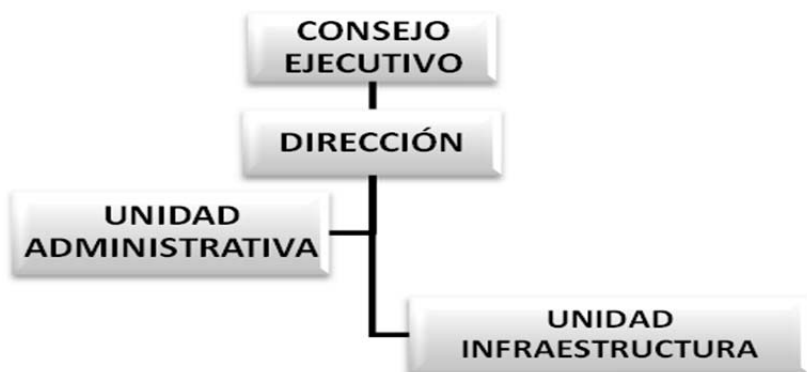 CONSEJO
EJECUTIVO
DIRECCIÓN
UNIDAD
ADMINISTRATIVA
UNIDAD
INFRAESTRUCTURA